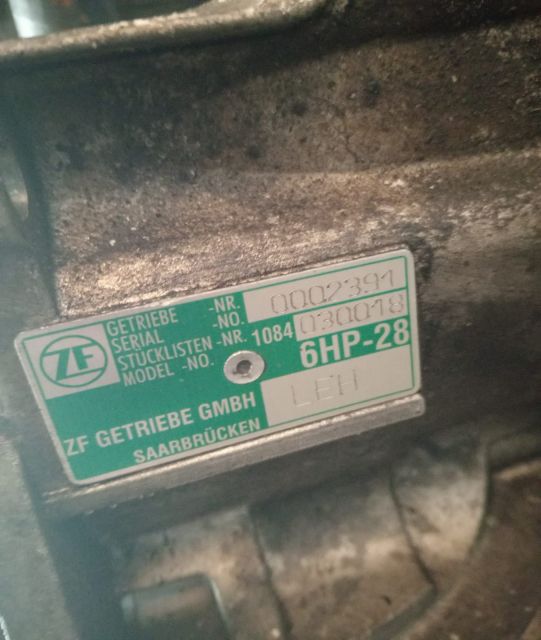 ZF
GETRIEBE -NR.
SERIAL -NO. 0002391
STÜCKLISTEN -NR. 1084 030018
MODEL -NO.
6HP-28
ZF GETRIEBE GMBH
SAARBRÜCKEN
LEH